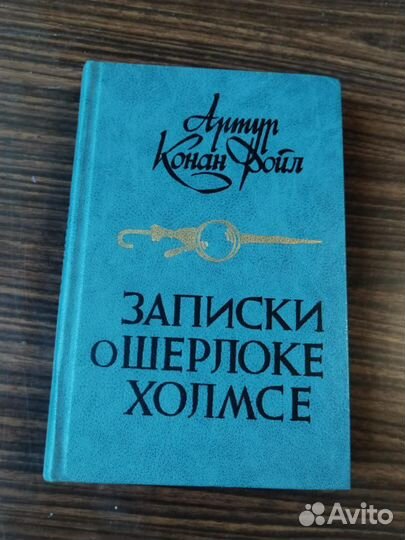 Артур
Конан Дойл
ЗАПИСКИ
О ШЕРЛОКЕ
ХОЛМСЕ
Avito